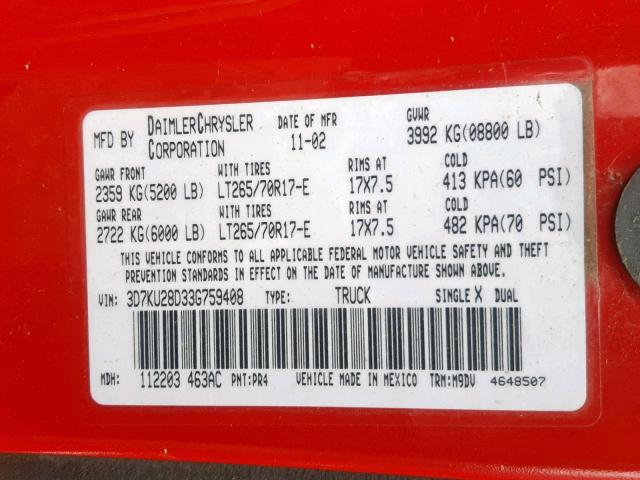 MFD BY DAIMLERCHRYSLER CORPORATION DATE OF MFR 11-02 GVWR 3992 KG(08800 LB)
GAWR FRONT WITH TIRES RIMS AT COLD
2359 KG(5200 LB) LT265/70R17-E 17X7.5 413 KPA(60 PSI)
GAWR REAR WITH TIRES RIMS AT COLD
2722 KG(6000 LB) LT265/70R17-E 17X7.5 482 KPA(70 PSI)
THIS VEHICLE CONFORMS TO ALL APPLICABLE FEDERAL MOTOR VEHICLE SAFETY AND THEFT
PREVENTION STANDARDS IN EFFECT ON THE DATE OF MANUFACTURE SHOWN ABOVE.
VIN: 3D7KU28D33G759408 TYPE: TRUCK SINGLE X DUAL
MDH: 112203 463AC PNT:PR4 VEHICLE MADE IN MEXICO TRM:M9DV 4648507